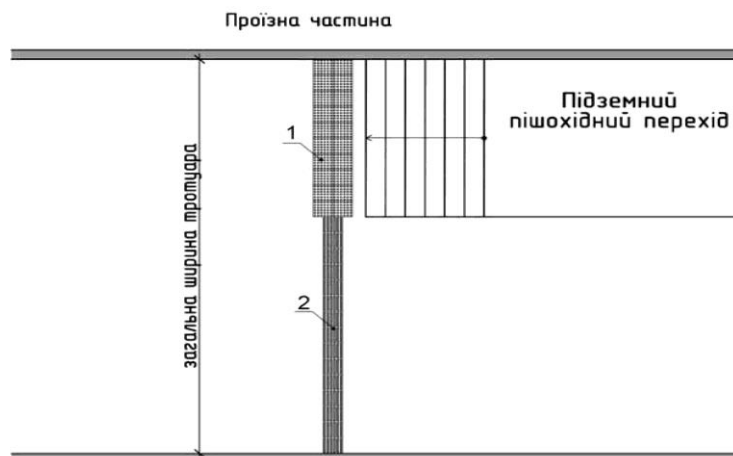 Проїзна частина
Підземний
пішохідний перехід
1
загальна ширина тротуара
2